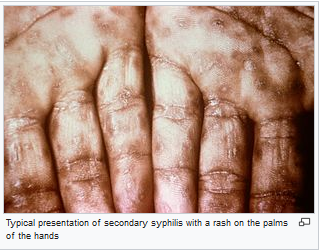 Typical presentation of secondary syphilis with a rash on the palms
of the hands